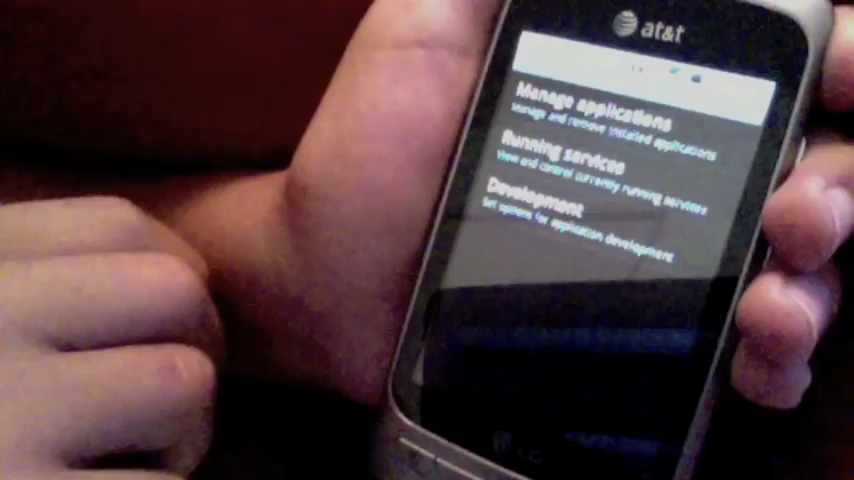 at&t
Manage applications
Manage and remove installed applications
Running services
View and control currently running services
Development
Set options for application development
LG